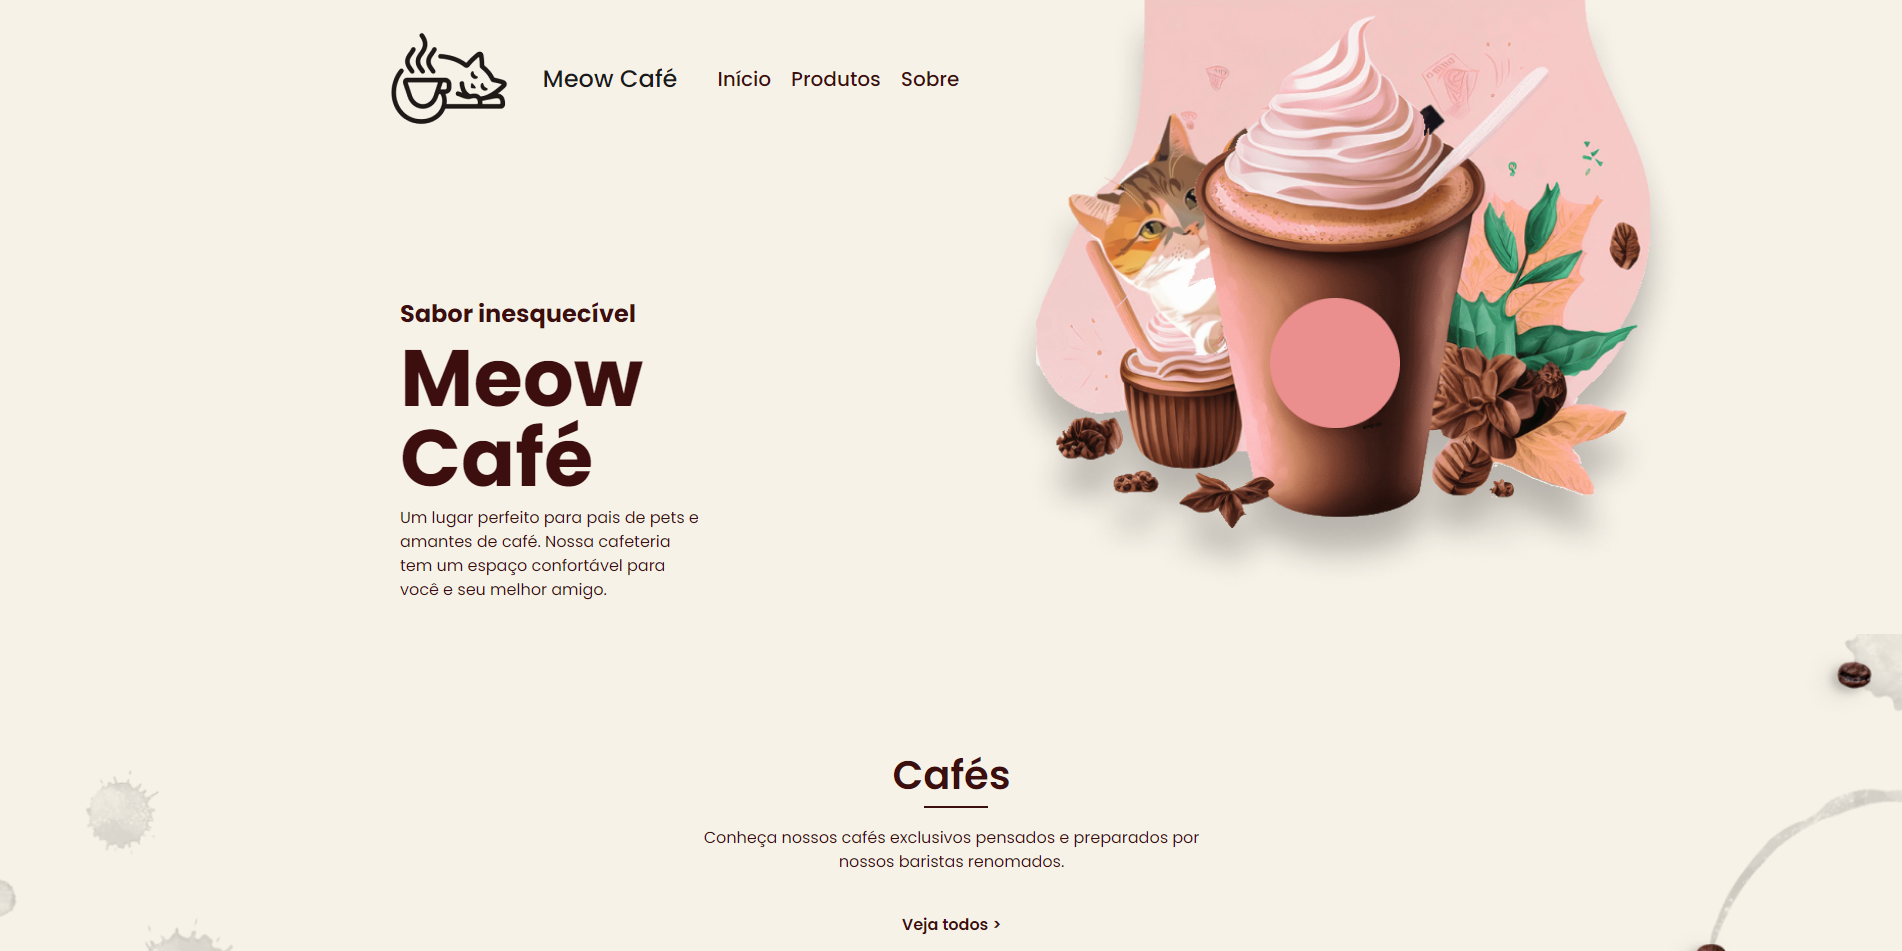 Meow Café
Início
Produtos
Sobre
Sabor inesquecível
Meow
Café
Um lugar perfeito para pais de pets e
amantes de café. Nossa cafeteria
tem um espaço confortável para
você e seu melhor amigo.
Cafés
Conheça nossos cafés exclusivos pensados e preparados por
nossos baristas renomados.
Veja todos >